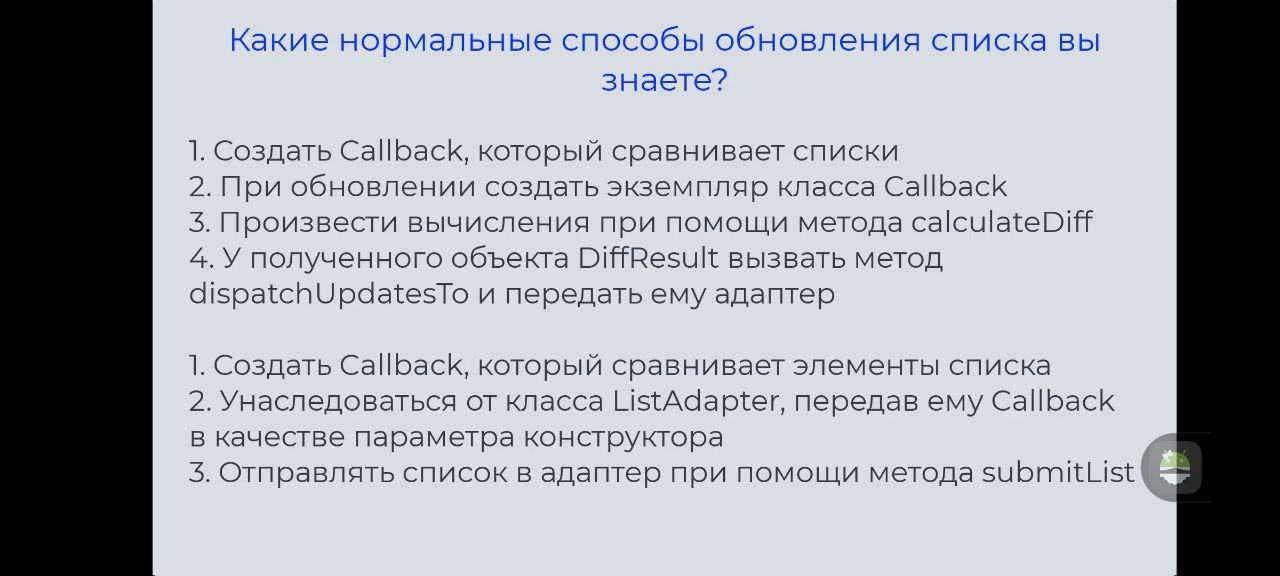 Какие нормальные способы обновления списка вы
знаете?
1. Создать Callback, который сравнивает списки
2. При обновлении создать экземпляр класса Callback
3. Произвести вычисления при помощи метода calculateDiff
4. У полученного объекта DiffResult вызвать метод
dispatchUpdatesTo и передать ему адаптер
1. Создать Callback, который сравнивает элементы списка
2. Унаследоваться от класса ListAdapter, передав ему Callback
в качестве параметра конструктора
3. Отправлять список в адаптер при помощи метода submitList